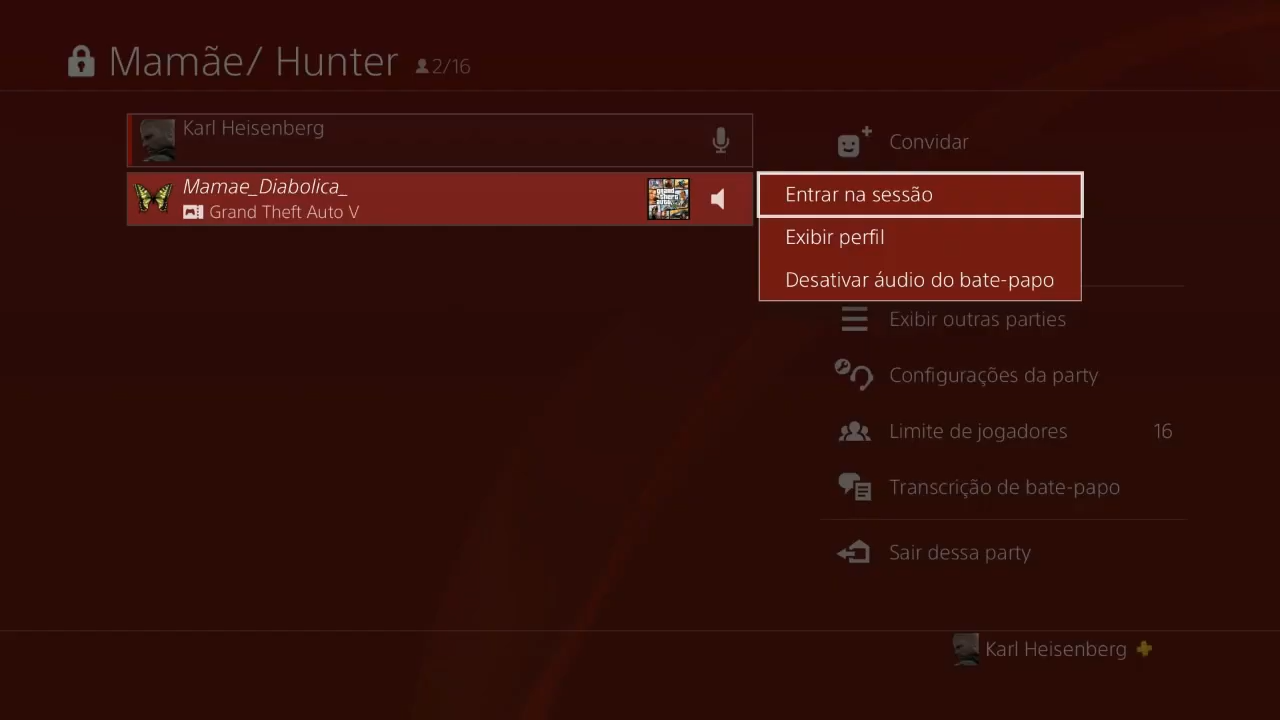 Mamãe/ Hunter 2/16
Karl Heisenberg
Convidar
Mamae_Diabolica_
Grand Theft Auto V
Entrar na sessão
Exibir perfil
Desativar áudio do bate-papo
Exibir outras parties
Configurações da party
Limite de jogadores 16
Transcrição de bate-papo
Sair dessa party
Karl Heisenberg